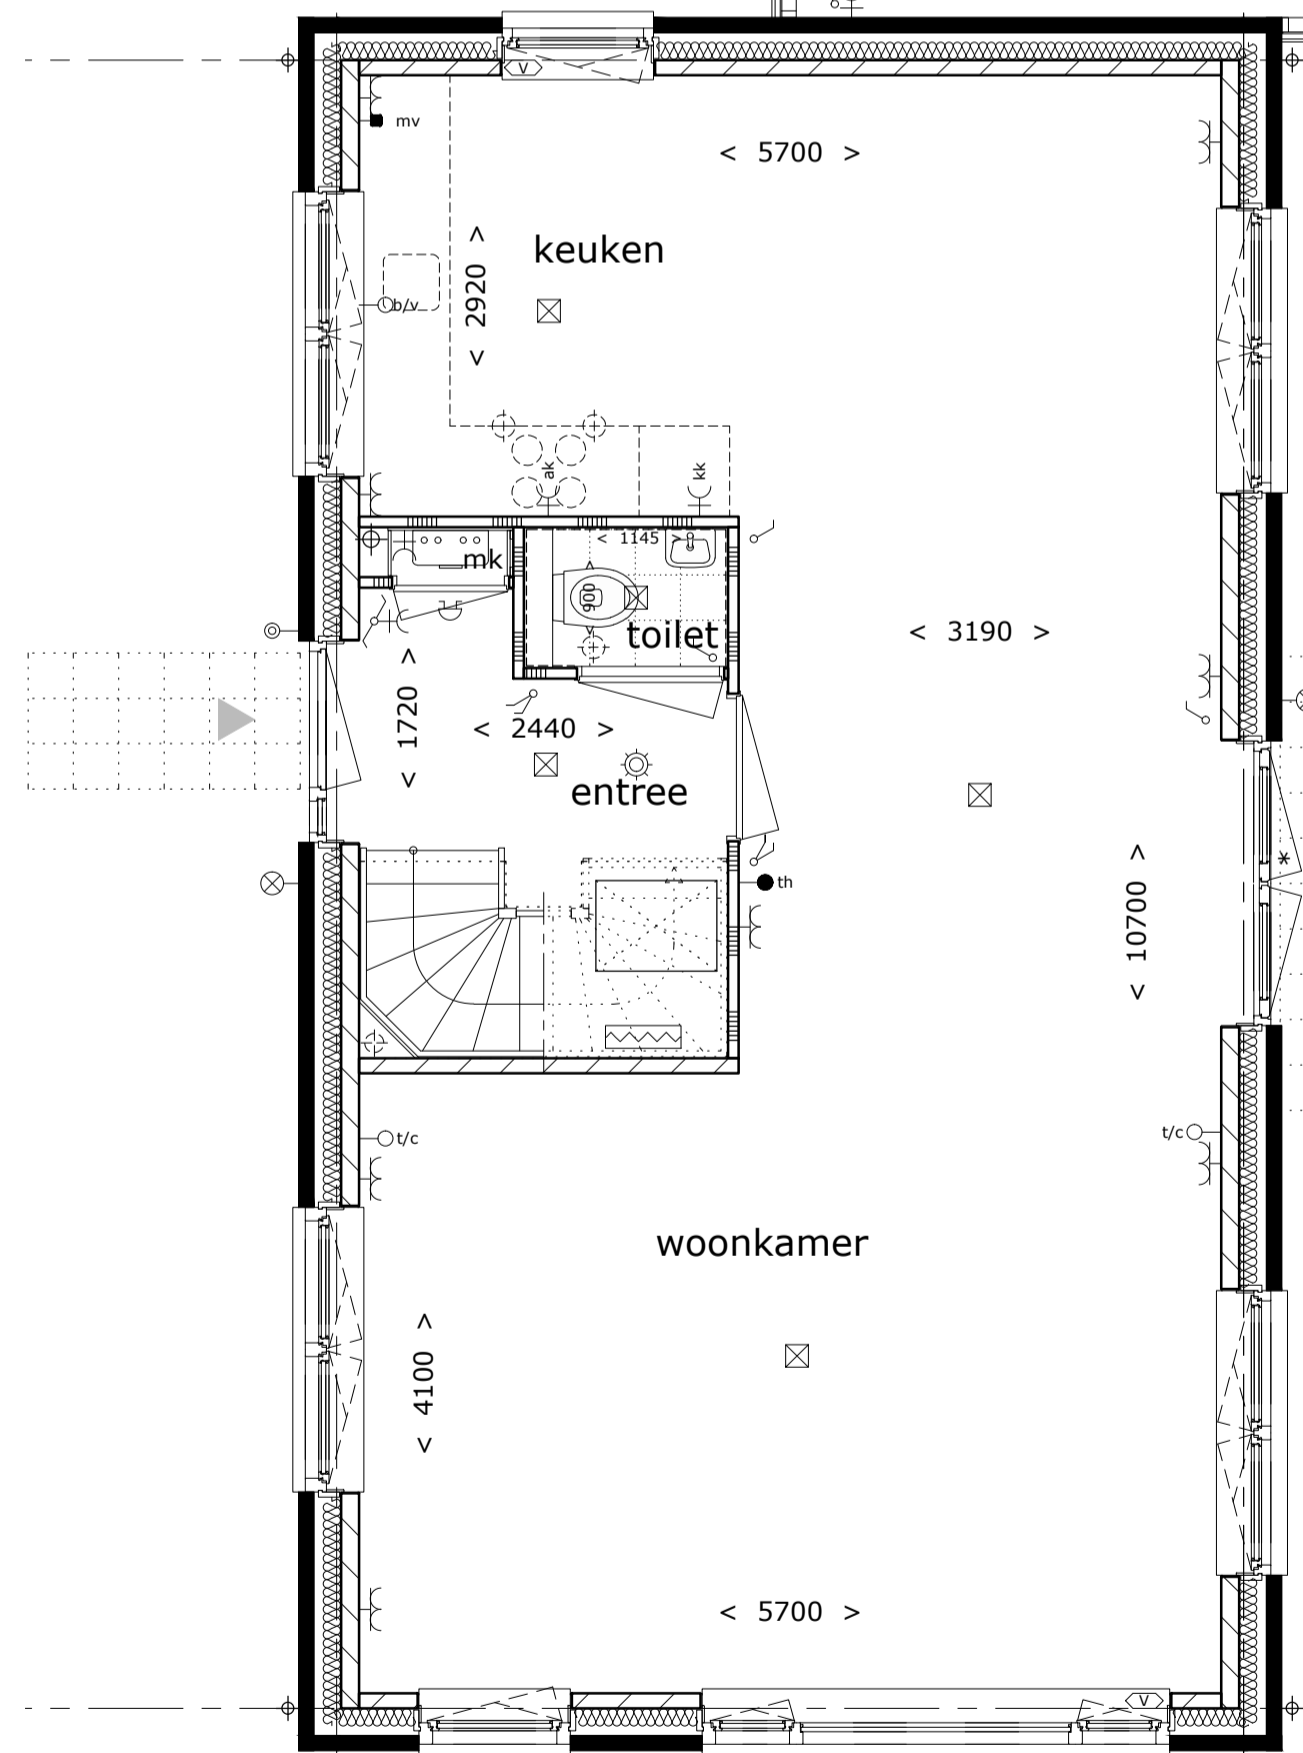 V
mv
< 5700 >
keuken
< 2920 >
b/v
ak
kk
mk
< 1145 >
< 900 >
toilet
< 3190 >
< 1720 >
< 2440 >
entree
th
< 10700 >
*
t/c
t/c
woonkamer
< 4100 >
< 5700 >
V